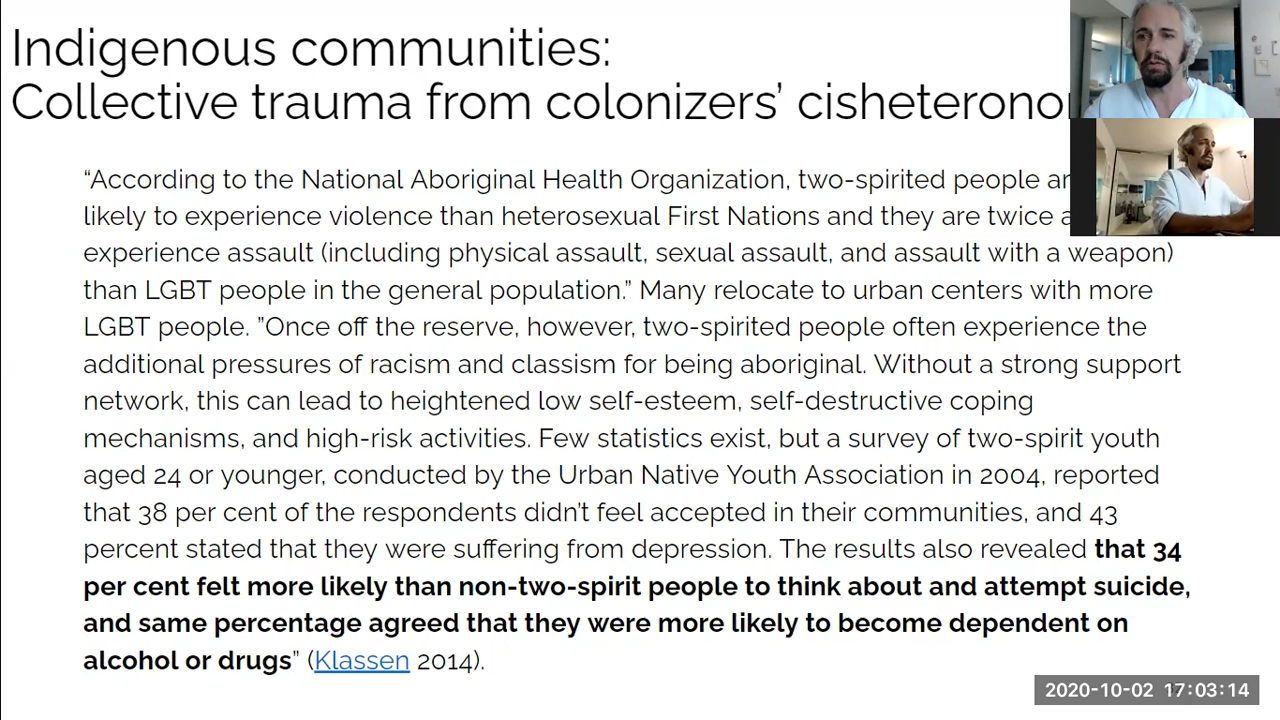 Indigenous communities:
Collective trauma from colonizers’ cisheterono
“According to the National Aboriginal Health Organization, two-spirited people
likely to experience violence than heterosexual First Nations and they are twice
experience assault (including physical assault, sexual assault, and assault with a weapon)
than LGBT people in the general population.” Many relocate to urban centers with more
LGBT people. ”Once off the reserve, however, two-spirited people often experience the
additional pressures of racism and classism for being aboriginal. Without a strong support
network, this can lead to heightened low self-esteem, self-destructive coping
mechanisms, and high-risk activities. Few statistics exist, but a survey of two-spirit youth
aged 24 or younger, conducted by the Urban Native Youth Association in 2004, reported
that 38 per cent of the respondents didn’t feel accepted in their communities, and 43
percent stated that they were suffering from depression. The results also revealed that 34
per cent felt more likely than non-two-spirit people to think about and attempt suicide,
and same percentage agreed that they were more likely to become dependent on
alcohol or drugs” (Klassen 2014).
2020-10-02 17:03:14